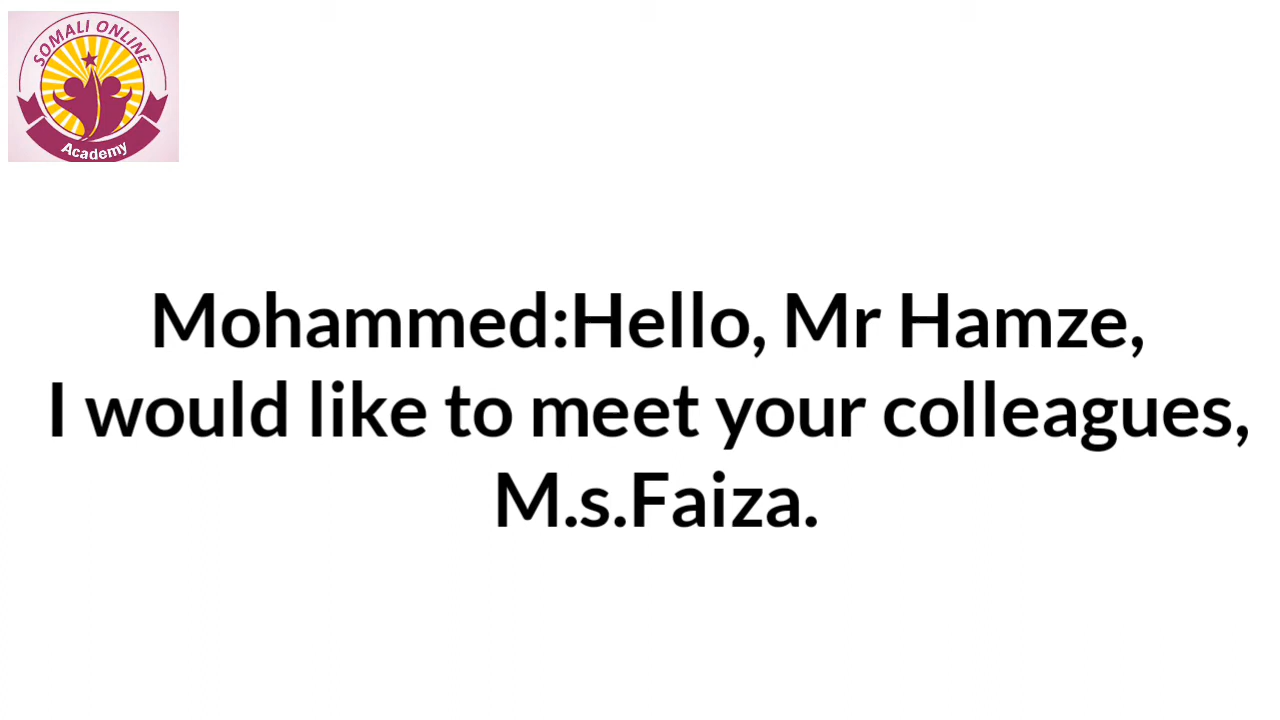 SOMALI ONLINE
Academy
Mohammed:Hello, Mr Hamze,
I would like to meet your colleagues,
M.s.Faiza.